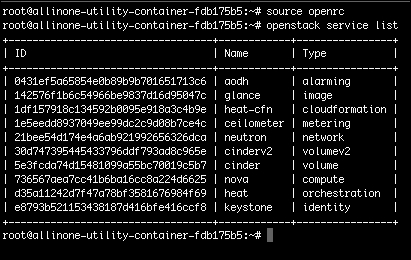 root@allinone-utility-container-fdb175b5:~# source openrc
root@allinone-utility-container-fdb175b5:~# openstack service list
+----------------------------------+------------+----------------+
| ID | Name | Type |
+----------------------------------+------------+----------------+
| 0431ef5a65854e0b89b9b701651713c6 | aodh | alarming |
| 142576f1b6c54966be9837d16d95047c | glance | image |
| 1df157918c134592b0095e918a3c4b9e | heat-cfn | cloudformation |
| 1e5eedd8937049ee99dc2c9d08b7ce4c | ceilometer | metering |
| 21bee54d174e4a6ab921992656326dca | neutron | network |
| 30d747395445433796ddf793ad8c965e | cinderv2 | volumev2 |
| 5e3fcda74d15481099a55bc70019c5b7 | cinder | volume |
| 736567aea7cc41b6ba16cc8a224d6625 | nova | compute |
| d35a11242d7f47a78bf3581676984f69 | heat | orchestration |
| e8793b521153438187d416bfe416ccf8 | keystone | identity |
+----------------------------------+------------+----------------+
root@allinone-utility-container-fdb175b5:~#